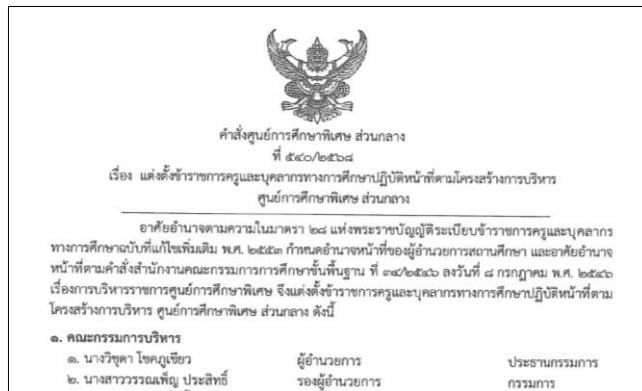 คำสั่งศูนย์การศึกษาพิเศษ ส่วนกลาง
ที่ ๕๔๐/๒๕๖๘
เรื่อง แต่งตั้งข้าราชการครูและบุคลากรทางการศึกษาปฏิบัติหน้าที่ตามโครงสร้างการบริหาร
ศูนย์การศึกษาพิเศษ ส่วนกลาง
อาศัยอำนาจตามความในมาตรา ๒๘ แห่งพระราชบัญญัติระเบียบข้าราชการครูและบุคลากร
ทางการศึกษาฉบับที่แก้ไขเพิ่มเติม พ.ศ. ๒๕๕๓ กำหนดอำนาจหน้าที่ของผู้อำนวยการสถานศึกษา และอาศัยอำนาจ
หน้าที่ตามคำสั่งสำนักงานคณะกรรมการการศึกษาขั้นพื้นฐาน ที่ ๓๔/๒๕๔๖ ลงวันที่ ๘ กรกฎาคม พ.ศ. ๒๕๔๖
เรื่องการบริหารราชการศูนย์การศึกษาพิเศษ จึงแต่งตั้งข้าราชการครูและบุคลากรทางการศึกษาปฏิบัติหน้าที่ตาม
โครงสร้างการบริหาร ศูนย์การศึกษาพิเศษ ส่วนกลาง ดังนี้
๑. คณะกรรมการบริหาร
๑. นางวิชุดา โชคภูเขียว ผู้อำนวยการ ประธานกรรมการ
๒. นางสาววรรณเพ็ญ ประสิทธิ์ รองผู้อำนวยการ กรรมการ